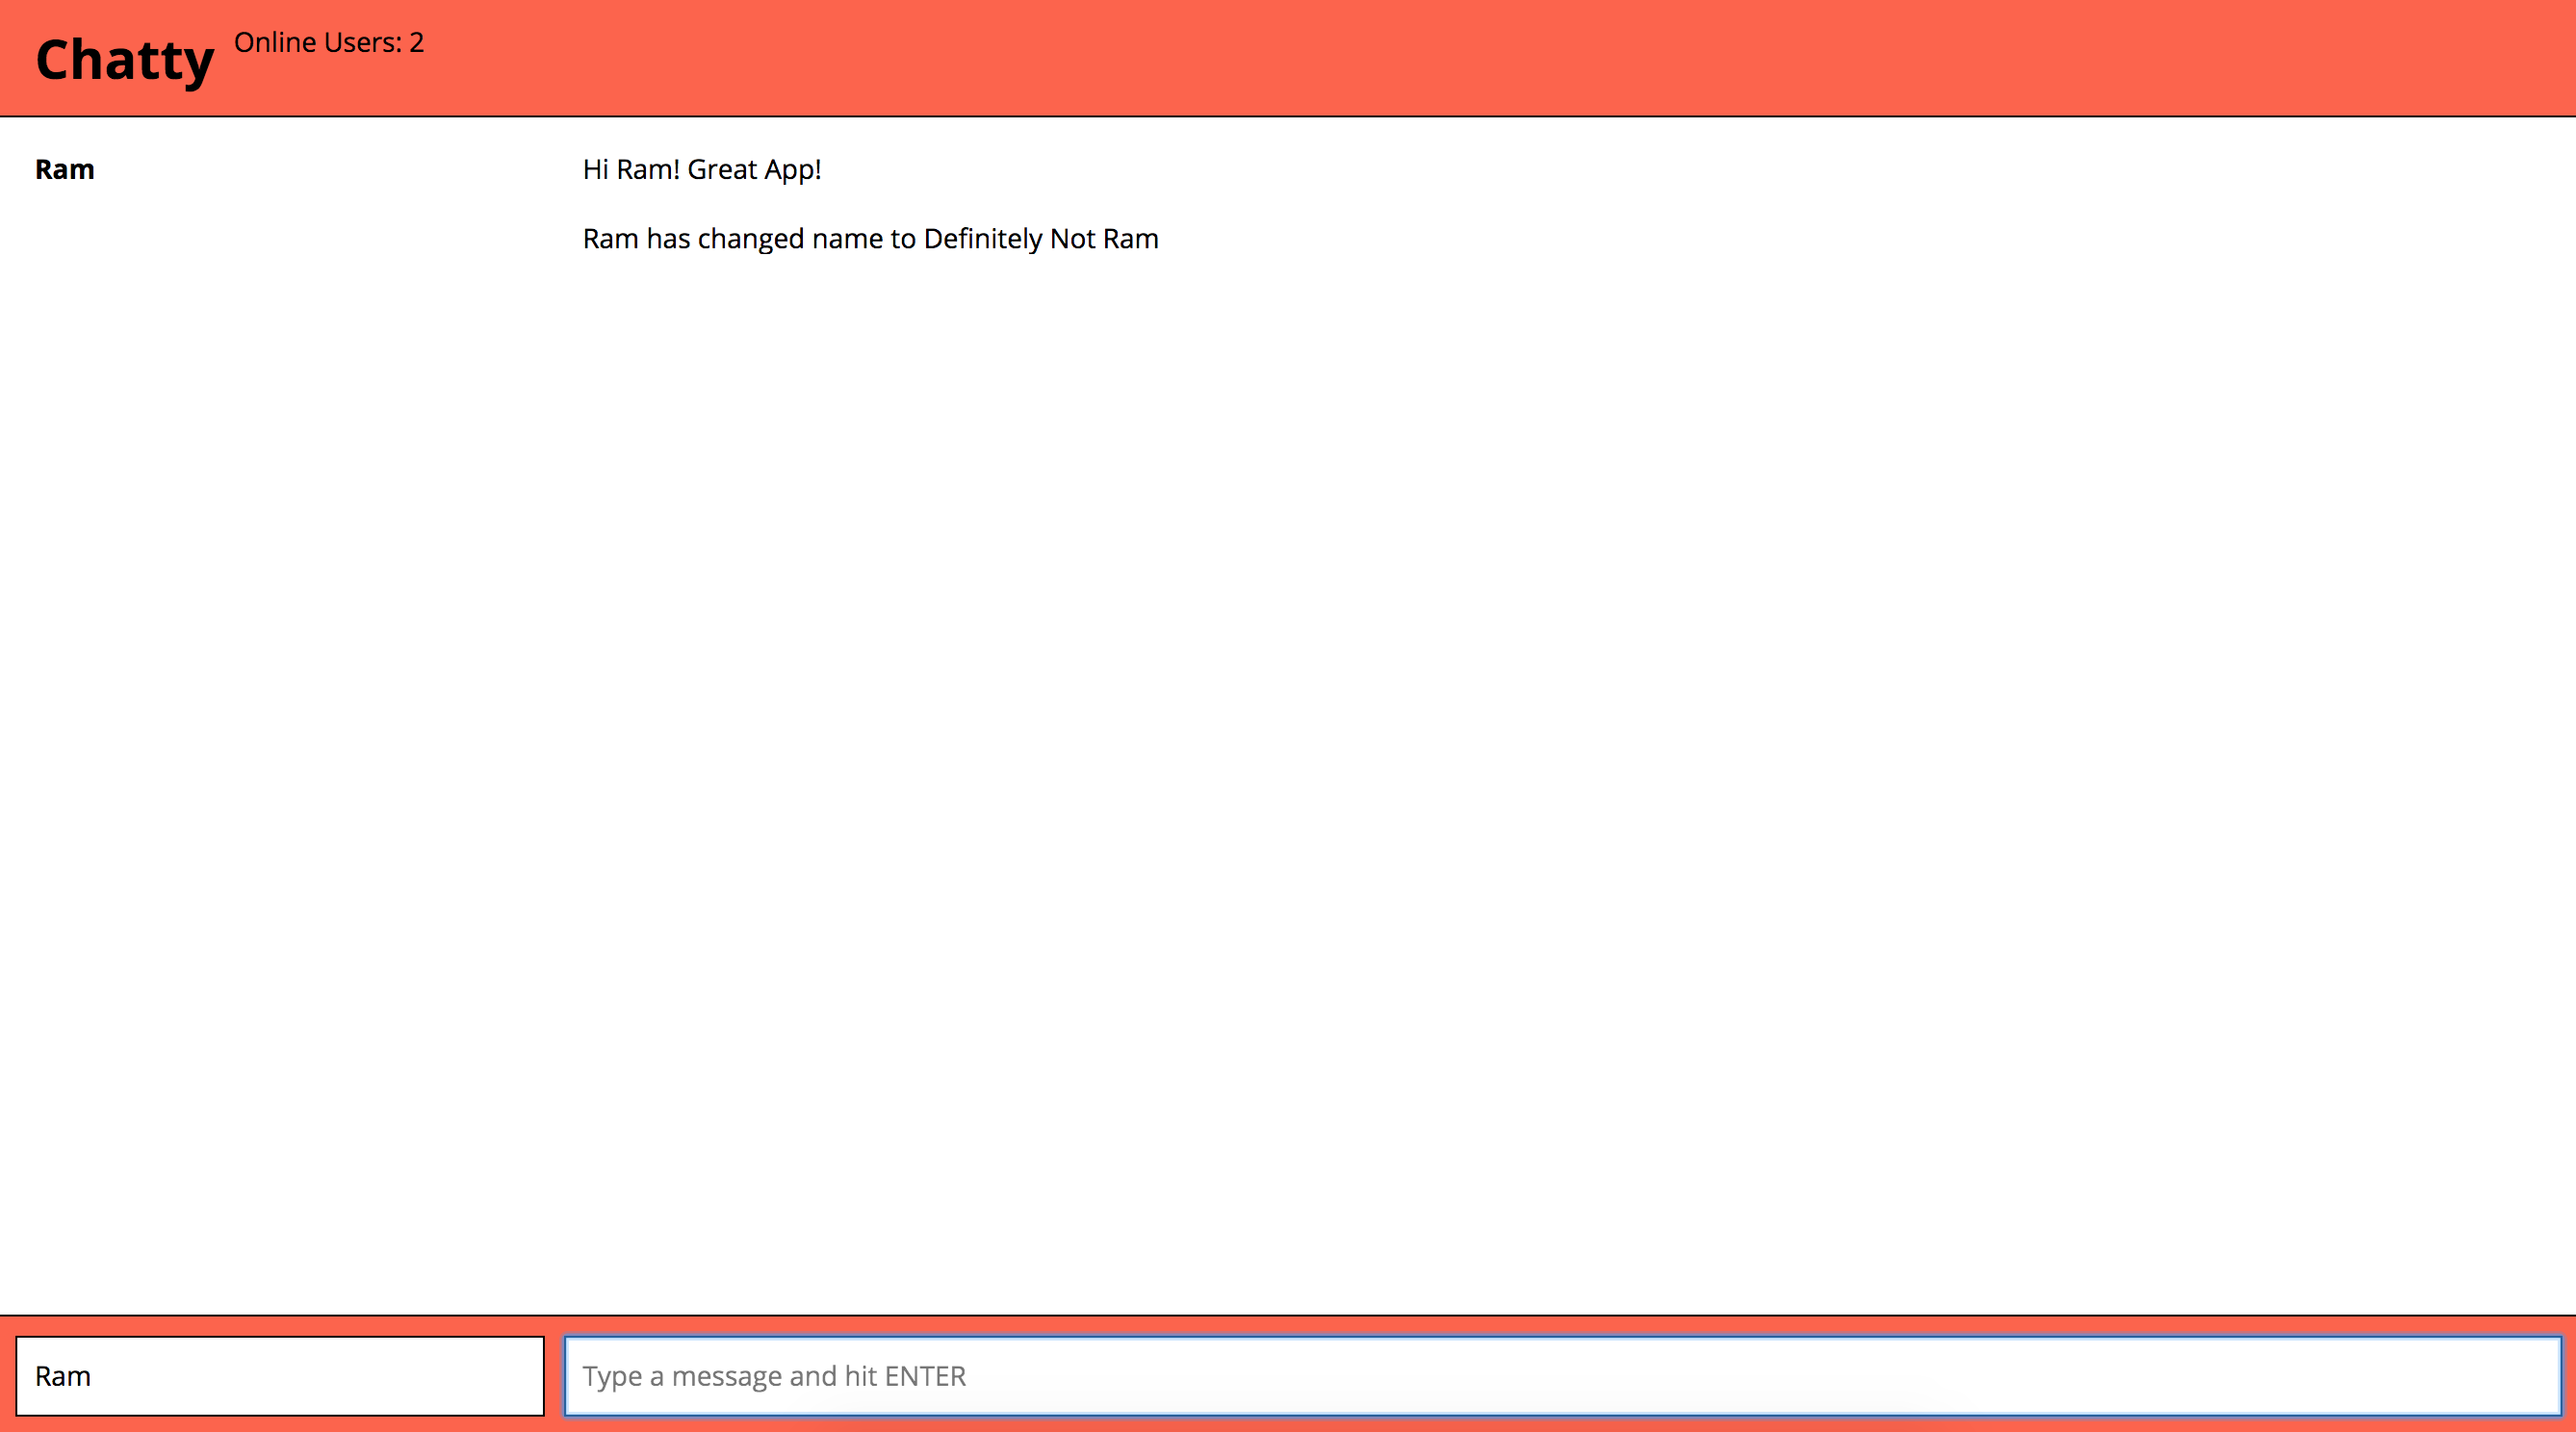 Chatty Online Users: 2
Ram Hi Ram! Great App!
Ram has changed name to Definitely Not Ram
Ram Type a message and hit ENTER